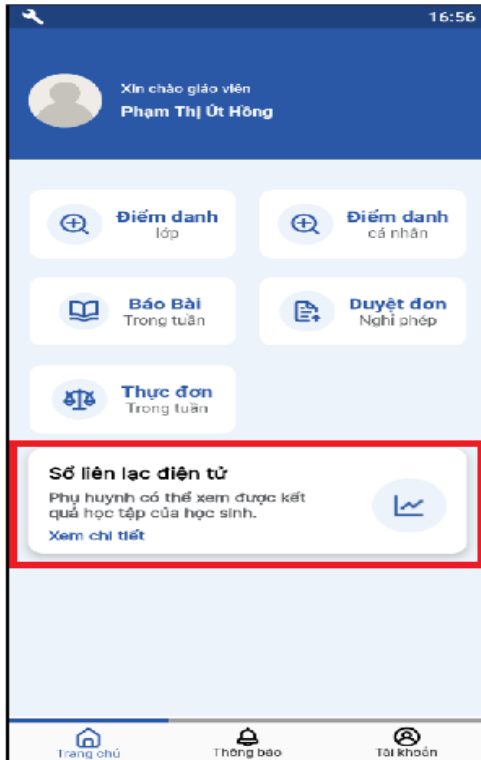 16:56
Xin chào giáo viên
Phạm Thị Út Hồng
Điểm danh
lớp
Điểm danh
cá nhân
Báo Bài
Trong tuần
Duyệt đơn
Nghỉ phép
Thực đơn
Trong tuần
Sổ liên lạc điện tử
Phụ huynh có thể xem được kết
quả học tập của học sinh.
Xem chi tiết
Trang chủ
Thông báo
Tài khoản